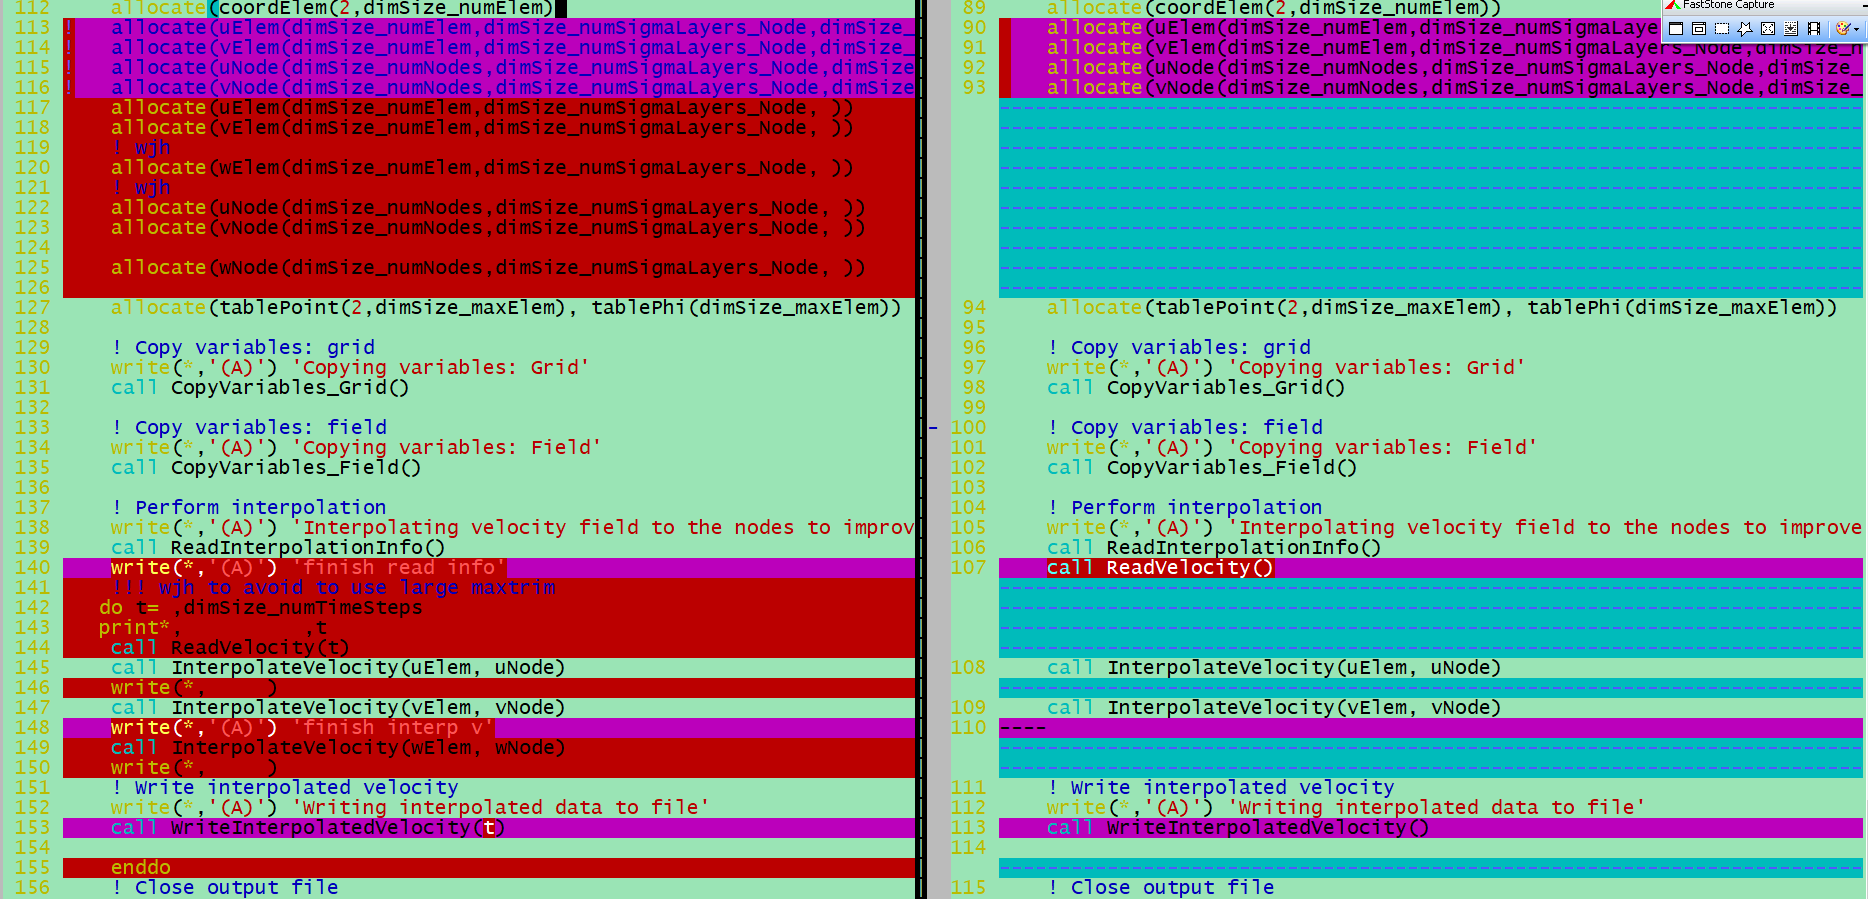 112 allocate(coordElem(2,dimSize_numElem)
113 ! allocate(uElem(dimSize_numElem,dimSize_numSigmaLayers_Node,dimSize_
114 ! allocate(vElem(dimSize_numElem,dimSize_numSigmaLayers_Node,dimSize_
115 ! allocate(uNode(dimSize_numNodes,dimSize_numSigmaLayers_Node,dimSize
116 ! allocate(vNode(dimSize_numNodes,dimSize_numSigmaLayers_Node,dimSize
117 allocate(uElem(dimSize_numElem,dimSize_numSigmaLayers_Node, ))
118 allocate(vElem(dimSize_numElem,dimSize_numSigmaLayers_Node, ))
119 ! wjh
120 allocate(wElem(dimSize_numElem,dimSize_numSigmaLayers_Node, ))
121 ! wjh
122 allocate(uNode(dimSize_numNodes,dimSize_numSigmaLayers_Node, ))
123 allocate(vNode(dimSize_numNodes,dimSize_numSigmaLayers_Node, ))
124
125 allocate(wNode(dimSize_numNodes,dimSize_numSigmaLayers_Node, ))
126
127 allocate(tablePoint(2,dimSize_maxElem), tablePhi(dimSize_maxElem))
128
129 ! Copy variables: grid
130 write(*,'(A)') 'Copying variables: Grid'
131 call CopyVariables_Grid()
132
133 ! Copy variables: field
134 write(*,'(A)') 'Copying variables: Field'
135 call CopyVariables_Field()
136
137 ! Perform interpolation
138 write(*,'(A)') 'Interpolating velocity field to the nodes to improv
139 call ReadInterpolationInfo()
140 write(*,'(A)') 'finish read info'
141 !!! wjh to avoid to use large maxtrim
142 do t= ,dimSize_numTimeSteps
143 print*, ,t
144 call ReadVelocity(t)
145 call InterpolateVelocity(uElem, uNode)
146 write(*, )
147 call InterpolateVelocity(vElem, vNode)
148 write(*,'(A)') 'finish interp v'
149 call InterpolateVelocity(wElem, wNode)
150 write(*, )
151 ! Write interpolated velocity
152 write(*,'(A)') 'Writing interpolated data to file'
153 call WriteInterpolatedVelocity(t)
154
155 enddo
156 ! Close output file
FastStone Capture
89 allocate(coordElem(2,dimSize_numElem))
90 allocate(uElem(dimSize_numElem,dimSize_numSigmaLaye
91 allocate(vElem(dimSize_numElem,dimSize_numSigmaLayers_Node,dimSize_n
92 allocate(uNode(dimSize_numNodes,dimSize_numSigmaLayers_Node,dimSize_
93 allocate(vNode(dimSize_numNodes,dimSize_numSigmaLayers_Node,dimSize_
94 allocate(tablePoint(2,dimSize_maxElem), tablePhi(dimSize_maxElem))
95
96 ! Copy variables: grid
97 write(*,'(A)') 'Copying variables: Grid'
98 call CopyVariables_Grid()
99
- 100 ! Copy variables: field
101 write(*,'(A)') 'Copying variables: Field'
102 call CopyVariables_Field()
103
104 ! Perform interpolation
105 write(*,'(A)') 'Interpolating velocity field to the nodes to improve
106 call ReadInterpolationInfo()
107 call ReadVelocity()
108 call InterpolateVelocity(uElem, uNode)
109 call InterpolateVelocity(vElem, vNode)
110 ----
111 ! Write interpolated velocity
112 write(*,'(A)') 'Writing interpolated data to file'
113 call WriteInterpolatedVelocity()
114
115 ! Close output file